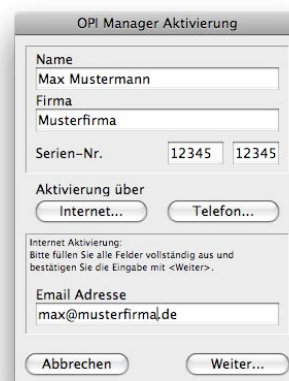 OPI Manager Aktivierung
Name
Max Mustermann
Firma
Musterfirma
Serien-Nr. 12345 12345
Aktivierung über
Internet... Telefon...
Internet Aktivierung:
Bitte füllen Sie alle Felder vollständig aus und
bestätigen Sie die Eingabe mit <Weiter>.
Email Adresse
max@musterfirma.de
Abbrechen Weiter...